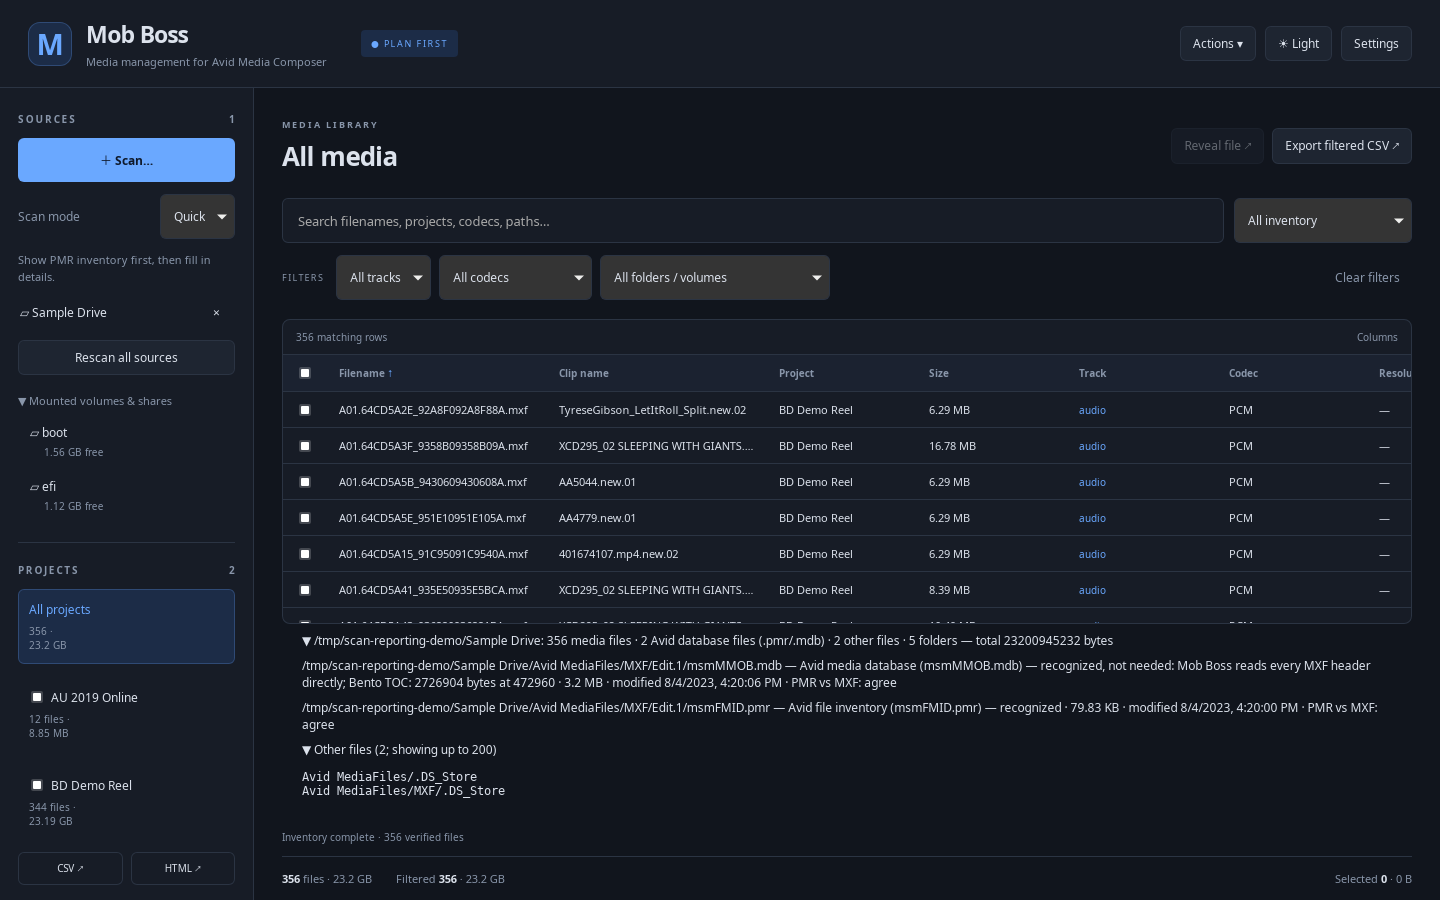 M
Mob Boss
Media management for Avid Media Composer
● PLAN FIRST
Actions ▾
☀ Light
Settings
SOURCES 1
+ Scan...
Scan mode
Quick
Show PMR inventory first, then fill in
details.
▱ Sample Drive ×
Rescan all sources
▼ Mounted volumes & shares
▱ boot
1.56 GB free
▱ efi
1.12 GB free
PROJECTS 2
All projects
356 ·
23.2 GB
AU 2019 Online
12 files ·
8.85 MB
BD Demo Reel
344 files ·
23.19 GB
CSV ↗
HTML ↗
MEDIA LIBRARY
All media
Reveal file ↗
Export filtered CSV ↗
Search filenames, projects, codecs, paths...
All inventory
FILTERS
All tracks
All codecs
All folders / volumes
Clear filters
356 matching rows
Columns
Filename ↑ Clip name Project Size Track Codec Resolu
A01.64CD5A2E_92A8F092A8F88A.mxf TyreseGibson_LetItRoll_Split.new.02 BD Demo Reel 6.29 MB audio PCM —
A01.64CD5A3F_9358B09358B09A.mxf XCD295_02 SLEEPING WITH GIANTS.... BD Demo Reel 16.78 MB audio PCM —
A01.64CD5A5B_9430609430608A.mxf AA5044.new.01 BD Demo Reel 6.29 MB audio PCM —
A01.64CD5A5E_951E10951E105A.mxf AA4779.new.01 BD Demo Reel 6.29 MB audio PCM —
A01.64CD5A15_91C95091C9540A.mxf 401674107.mp4.new.02 BD Demo Reel 6.29 MB audio PCM —
A01.64CD5A41_935E50935E5BCA.mxf XCD295_02 SLEEPING WITH GIANTS.... BD Demo Reel 8.39 MB audio PCM —
▼ /tmp/scan-reporting-demo/Sample Drive: 356 media files · 2 Avid database files (.pmr/.mdb) · 2 other files · 5 folders — total 23200945232 bytes
/tmp/scan-reporting-demo/Sample Drive/Avid MediaFiles/MXF/Edit.1/msmMMOB.mdb — Avid media database (msmMMOB.mdb) — recognized, not needed: Mob Boss reads every MXF header
directly; Bento TOC: 2726904 bytes at 472960 · 3.2 MB · modified 8/4/2023, 4:20:06 PM · PMR vs MXF: agree
/tmp/scan-reporting-demo/Sample Drive/Avid MediaFiles/MXF/Edit.1/msmFMID.pmr — Avid file inventory (msmFMID.pmr) — recognized · 79.83 KB · modified 8/4/2023, 4:20:00 PM · PMR vs MXF:
agree
▼ Other files (2; showing up to 200)
Avid MediaFiles/.DS_Store
Avid MediaFiles/MXF/.DS_Store
Inventory complete · 356 verified files
356 files · 23.2 GB
Filtered 356 · 23.2 GB
Selected 0 · 0 B